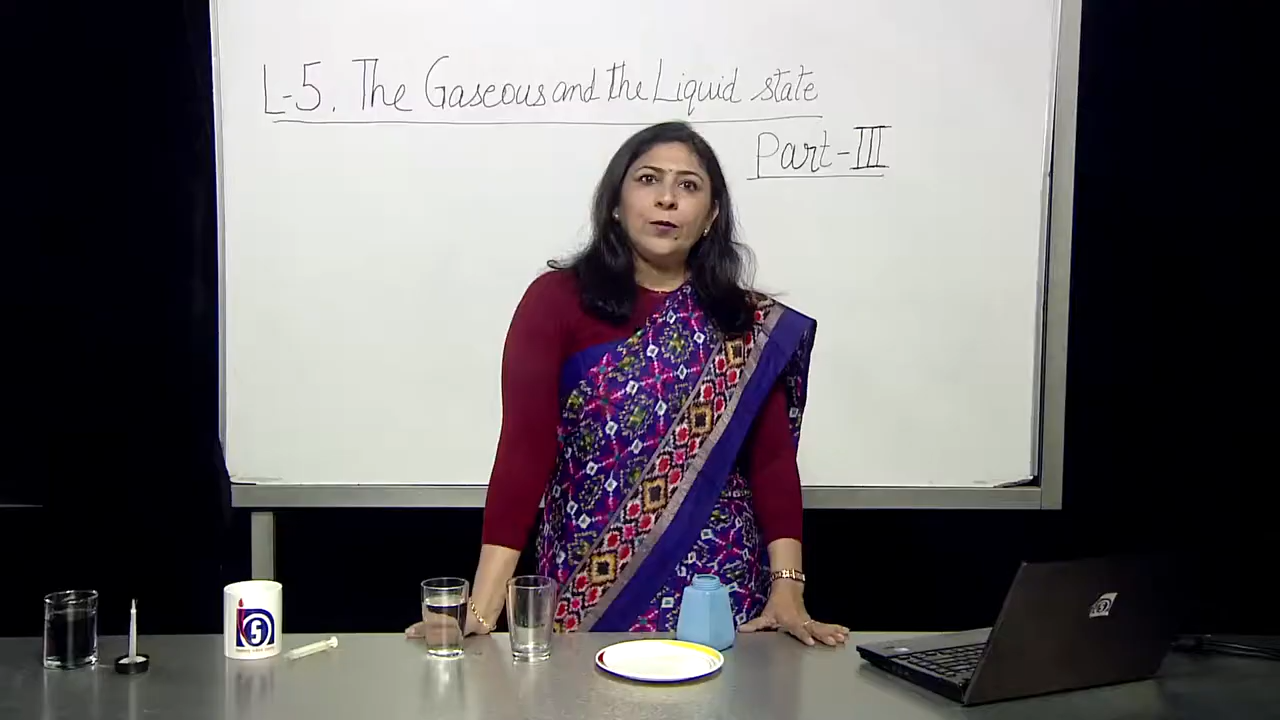 L-5. The Gaseous and the Liquid state
Part-III